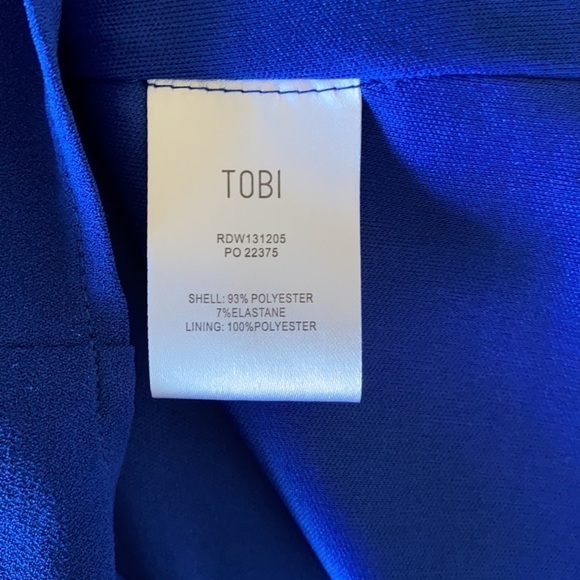 TOBI
RDW131205
PO 22375
SHELL: 93% POLYESTER
7%ELASTANE
LINING: 100%POLYESTER